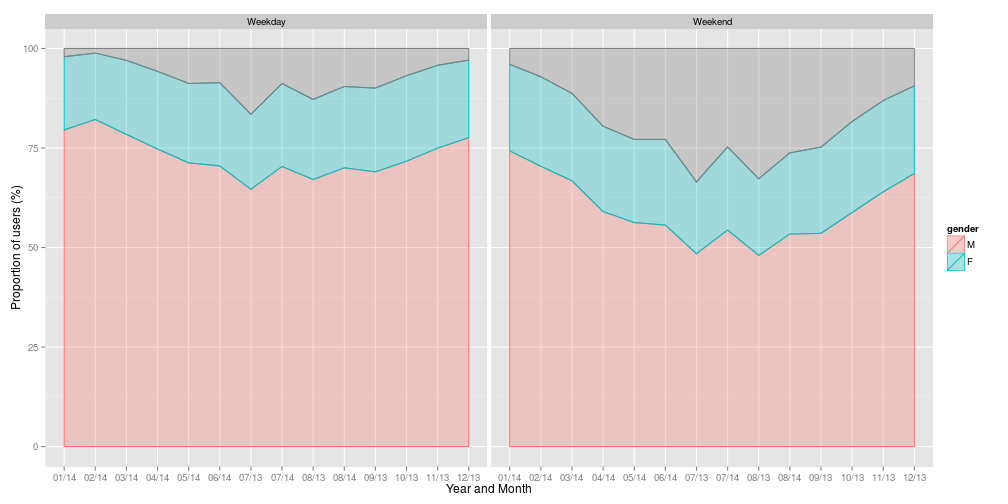 Weekday
Weekend
Proportion of users (%)
100
75
50
25
0
01/14 02/14 03/14 04/14 05/14 06/14 07/13 07/14 08/13 08/14 09/13 10/13 11/13 12/13
01/14 02/14 03/14 04/14 05/14 06/14 07/13 07/14 08/13 08/14 09/13 10/13 11/13 12/13
Year and Month
gender
M
F